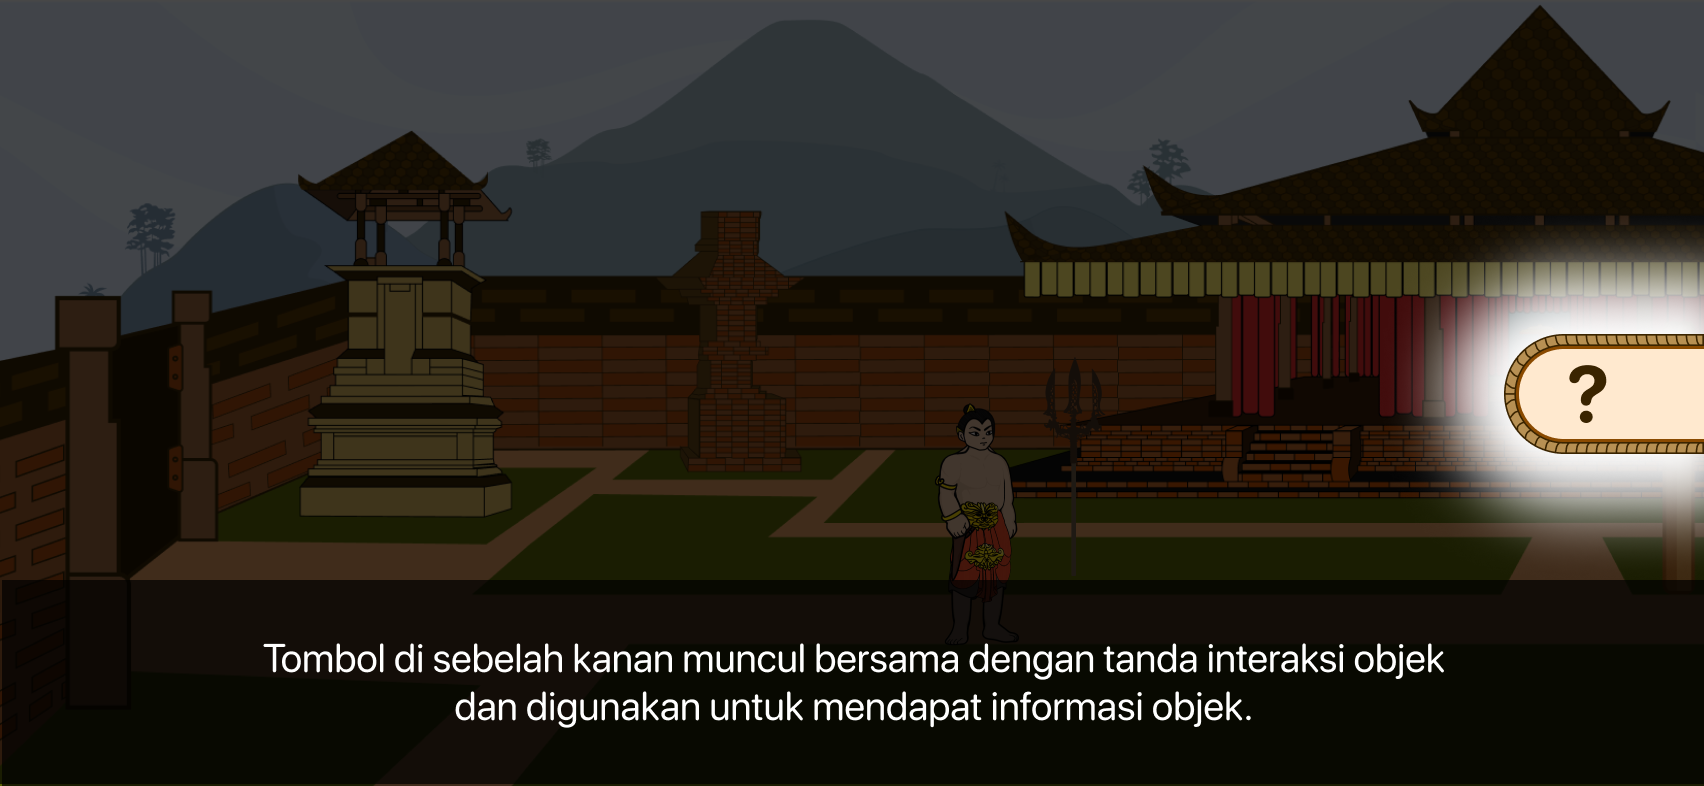 ?
Tombol di sebelah kanan muncul bersama dengan tanda interaksi objek
dan digunakan untuk mendapat informasi objek.